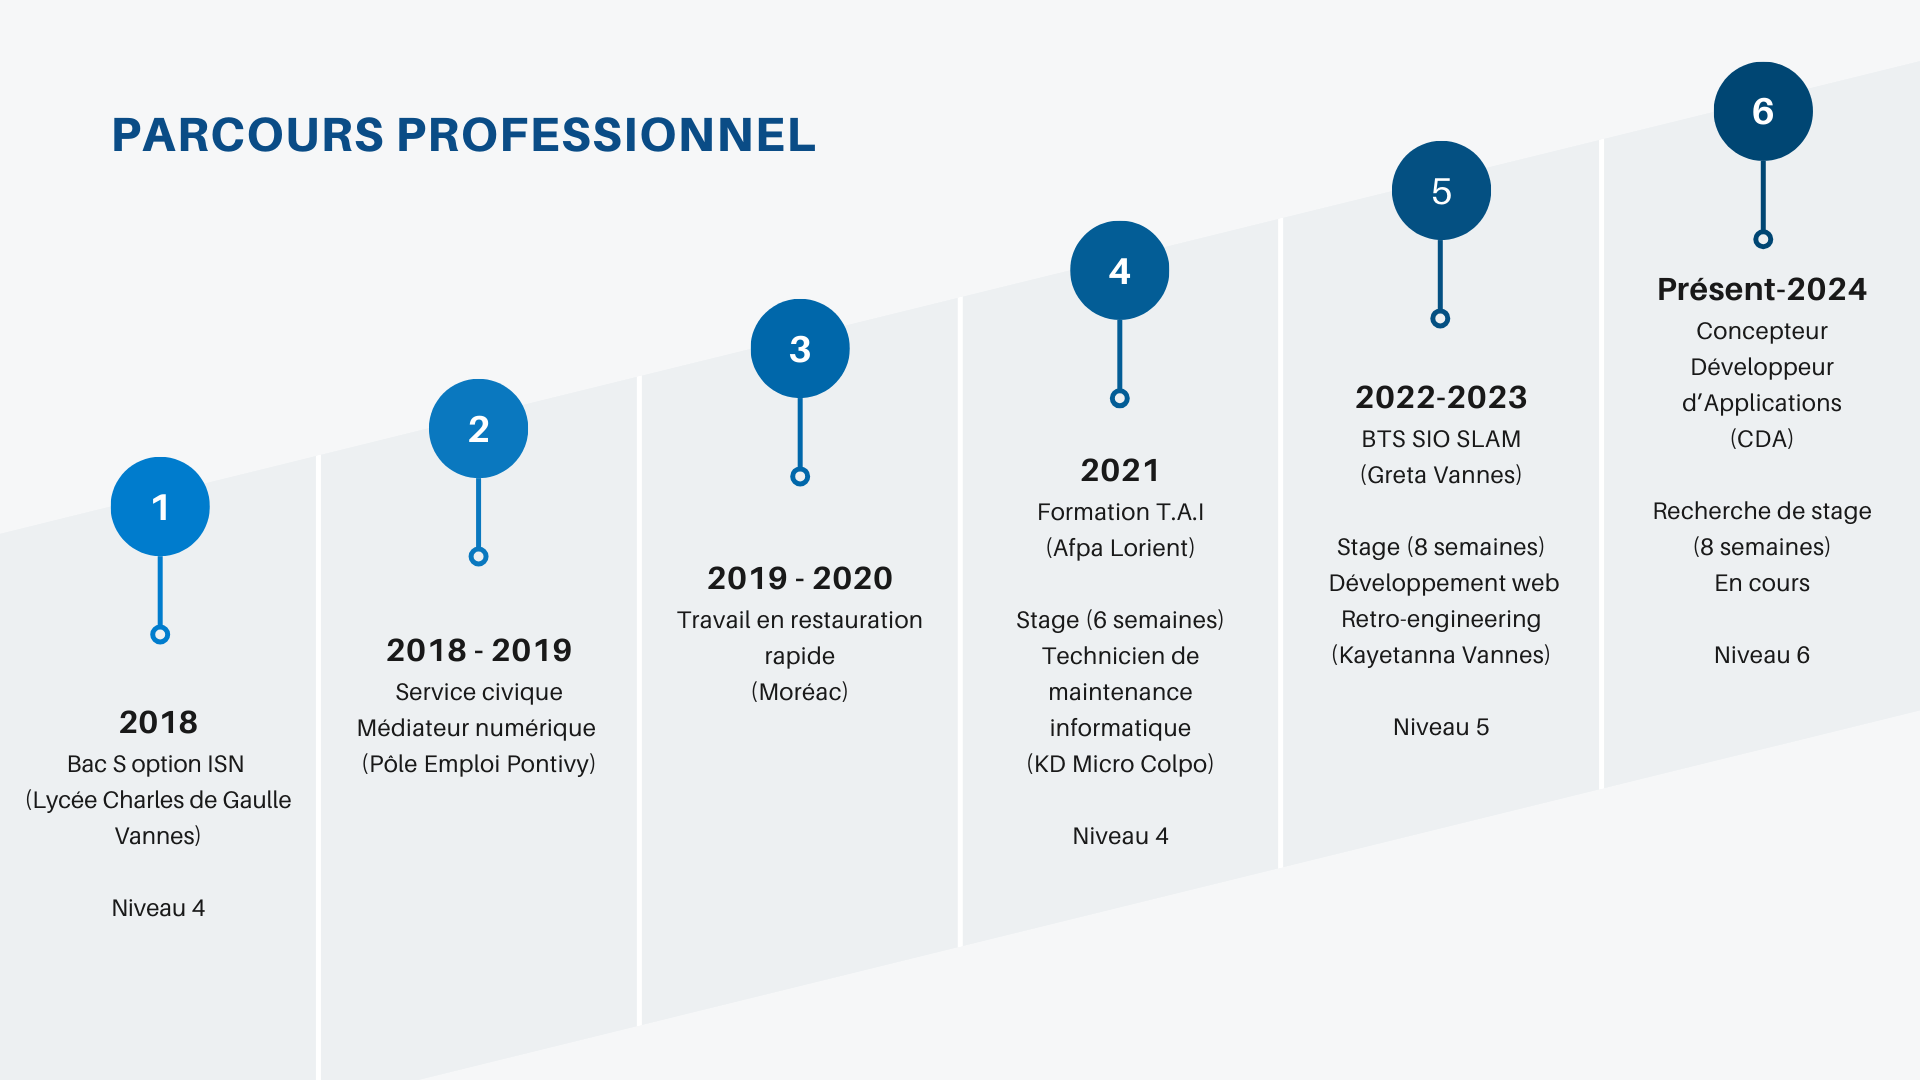 PARCOURS PROFESSIONNEL
1
2018
Bac S option ISN
(Lycée Charles de Gaulle
Vannes)
Niveau 4
2
2018 - 2019
Service civique
Médiateur numérique
(Pôle Emploi Pontivy)
3
2019 - 2020
Travail en restauration
rapide
(Moréac)
4
2021
Formation T.A.I
(Afpa Lorient)
Stage (6 semaines)
Technicien de
maintenance
informatique
(KD Micro Colpo)
Niveau 4
5
2022-2023
BTS SIO SLAM
(Greta Vannes)
Stage (8 semaines)
Développement web
Retro-engineering
(Kayetanna Vannes)
Niveau 5
6
Présent-2024
Concepteur
Développeur
d’Applications
(CDA)
Recherche de stage
(8 semaines)
En cours
Niveau 6